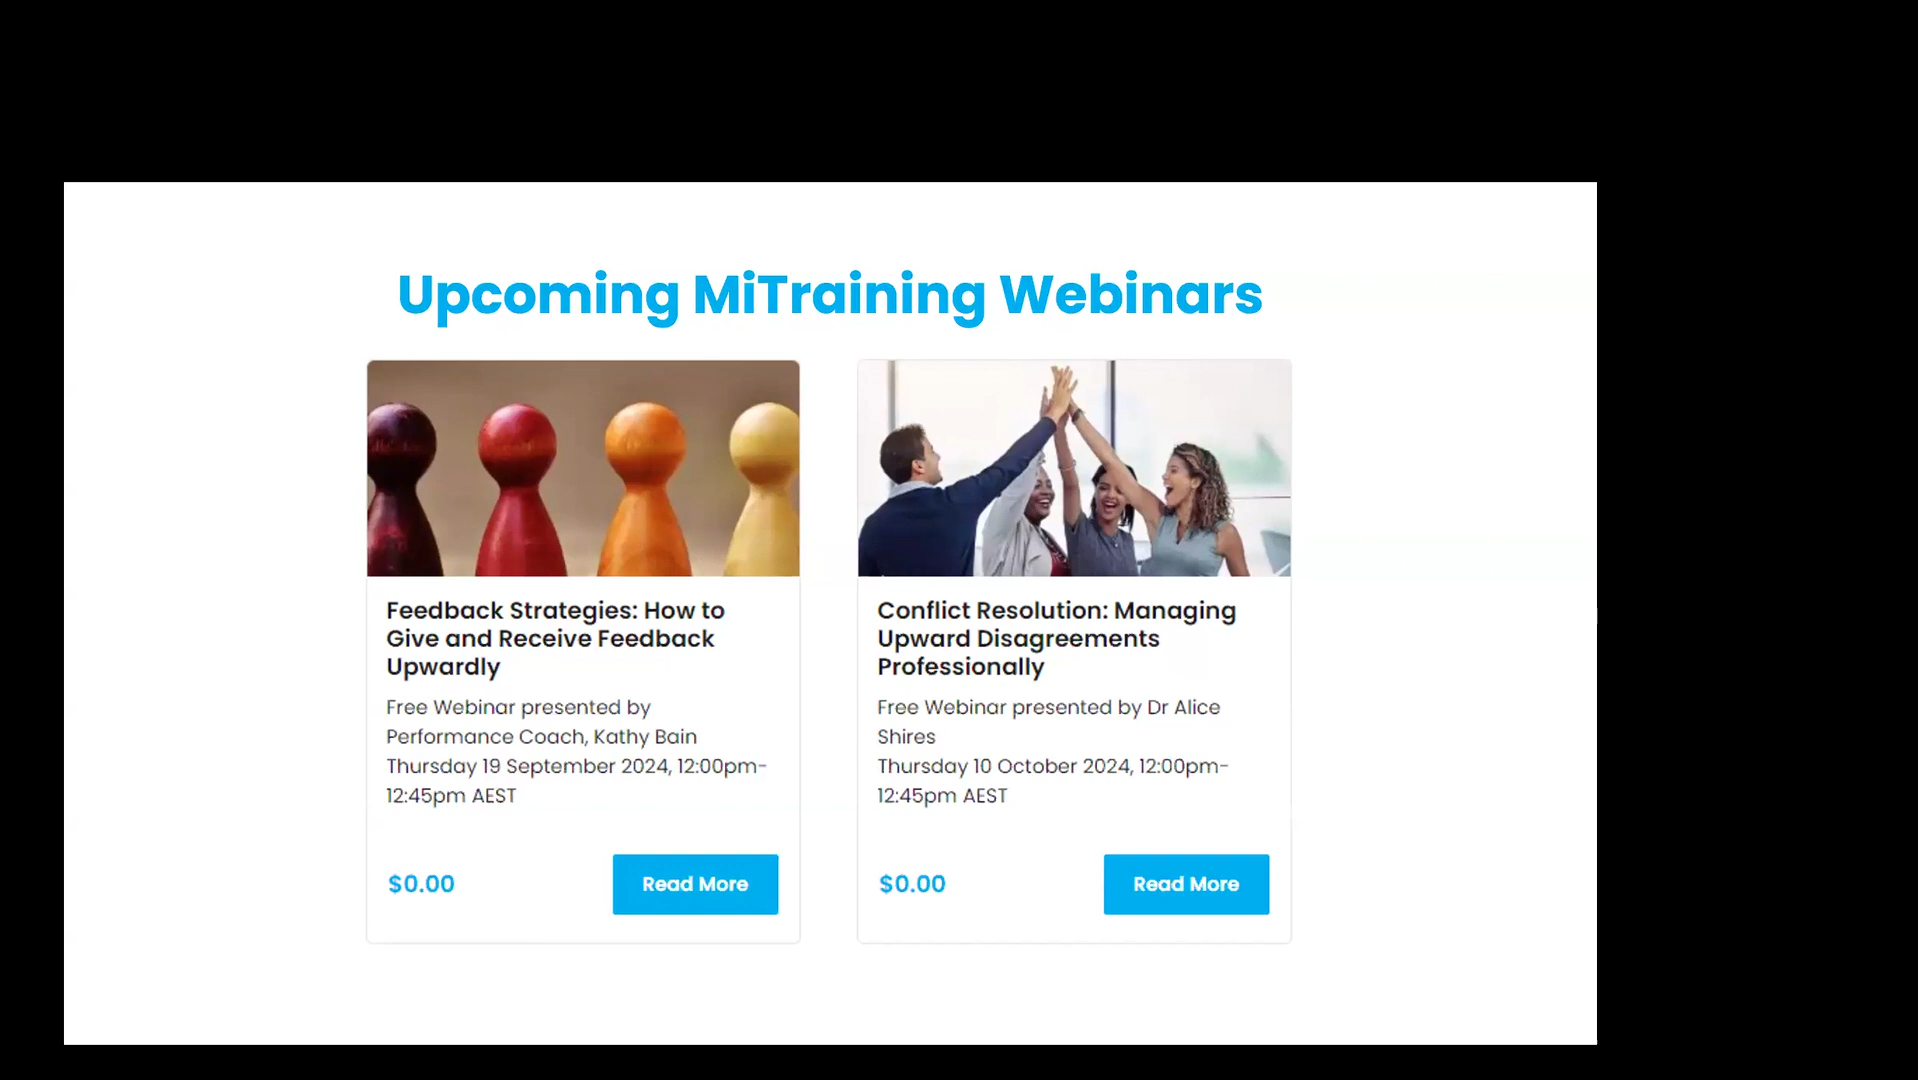 Upcoming MiTraining Webinars
Feedback Strategies: How to
Give and Receive Feedback
Upwardly
Free Webinar presented by
Performance Coach, Kathy Bain
Thursday 19 September 2024, 12:00pm-
12:45pm AEST
$0.00
Read More
Conflict Resolution: Managing
Upward Disagreements
Professionally
Free Webinar presented by Dr Alice
Shires
Thursday 10 October 2024, 12:00pm-
12:45pm AEST
$0.00
Read More